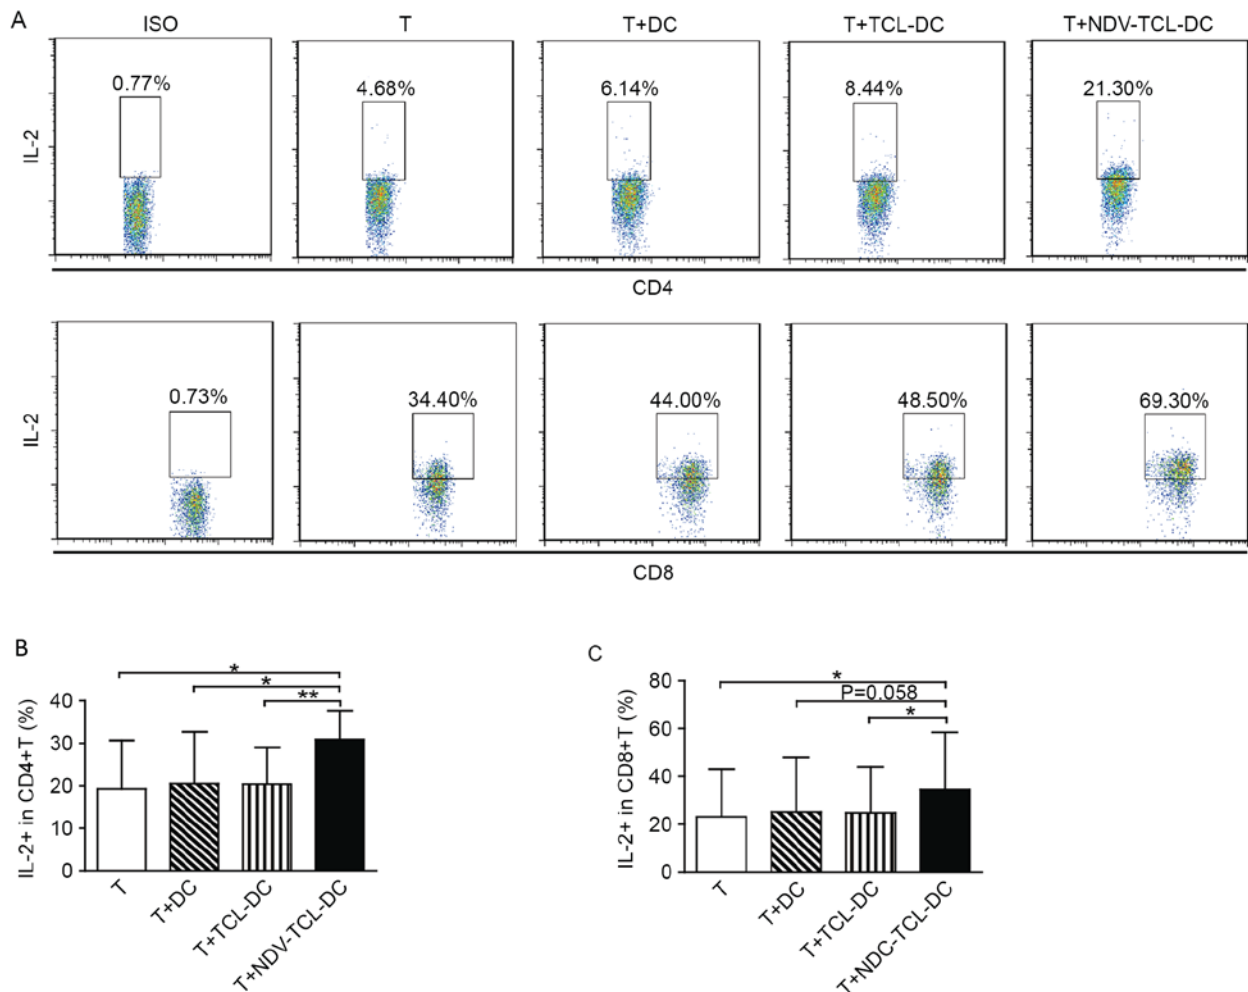 A
ISO T T+DC T+TCL-DC T+NDV-TCL-DC
IL-2
0.77% 4.68% 6.14% 8.44% 21.30%
CD4
IL-2
0.73% 34.40% 44.00% 48.50% 69.30%
CD8
B
*
*
**
IL-2+ in CD4+T (%)
40
30
20
10
0
T T+DC T+TCL-DC T+NDV-TCL-DC
C
*
P=0.058
*
IL-2+ in CD8+T (%)
80
60
40
20
0
T T+DC T+TCL-DC T+NDC-TCL-DC